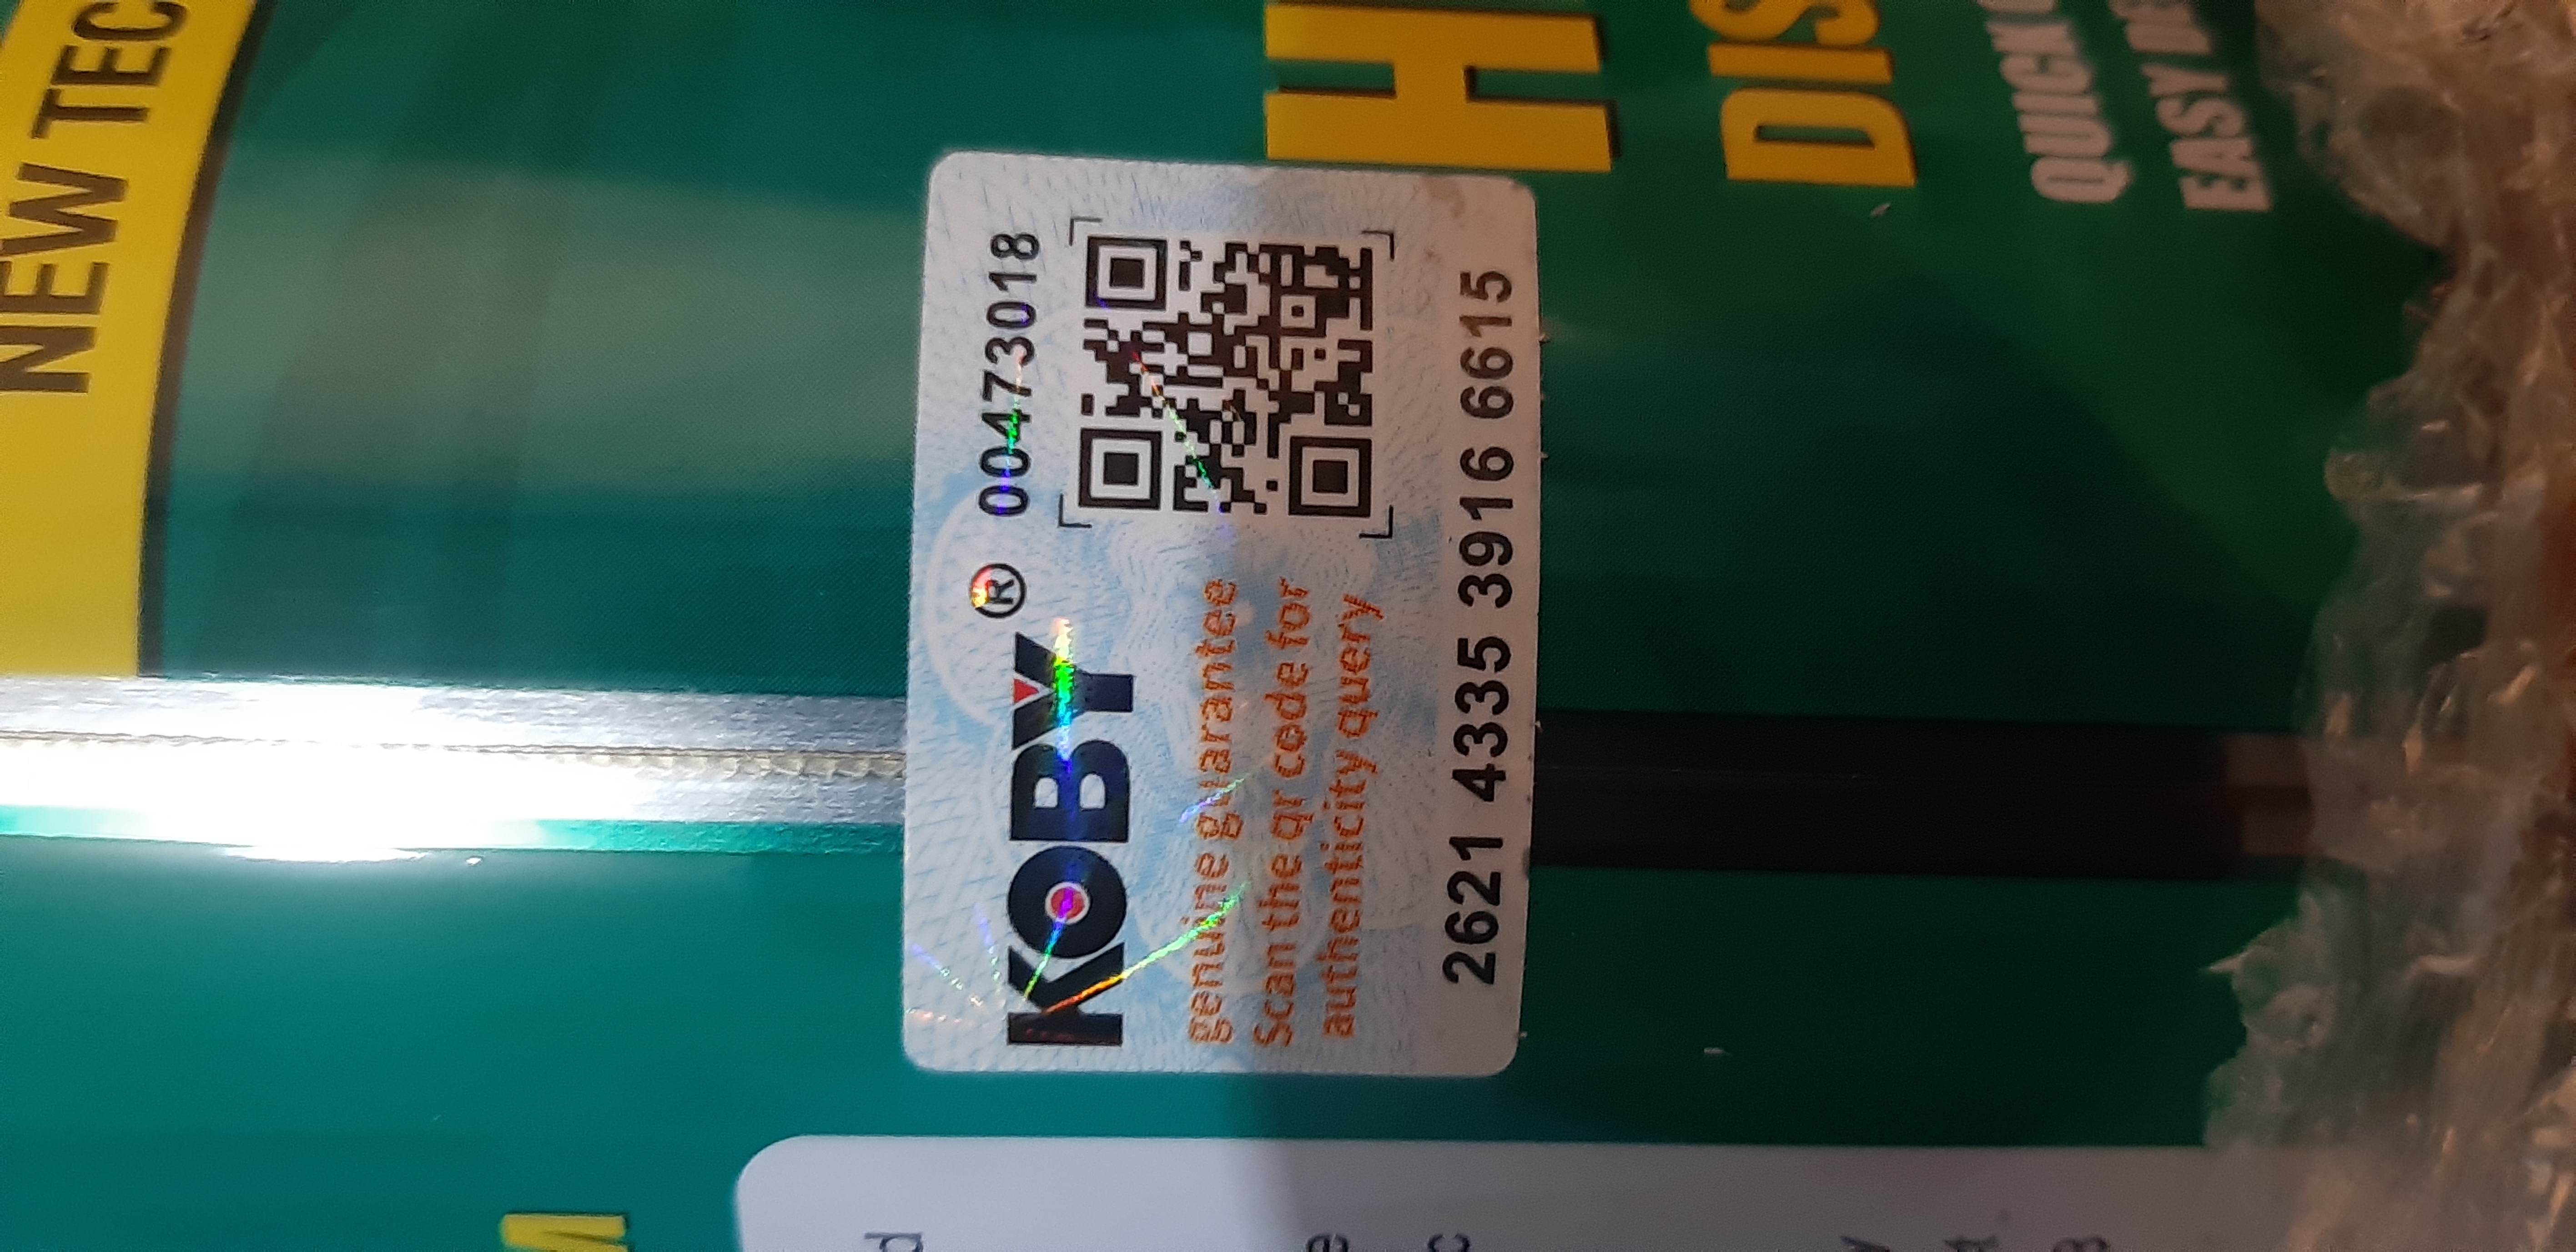 NEW TEC
M
d
KOBY ® 00473018
genuine guarantee
Scan the qr code for
authenticity query
2621 4335 3916 6615
H
e
c
DIS
QUICK
EASY DE